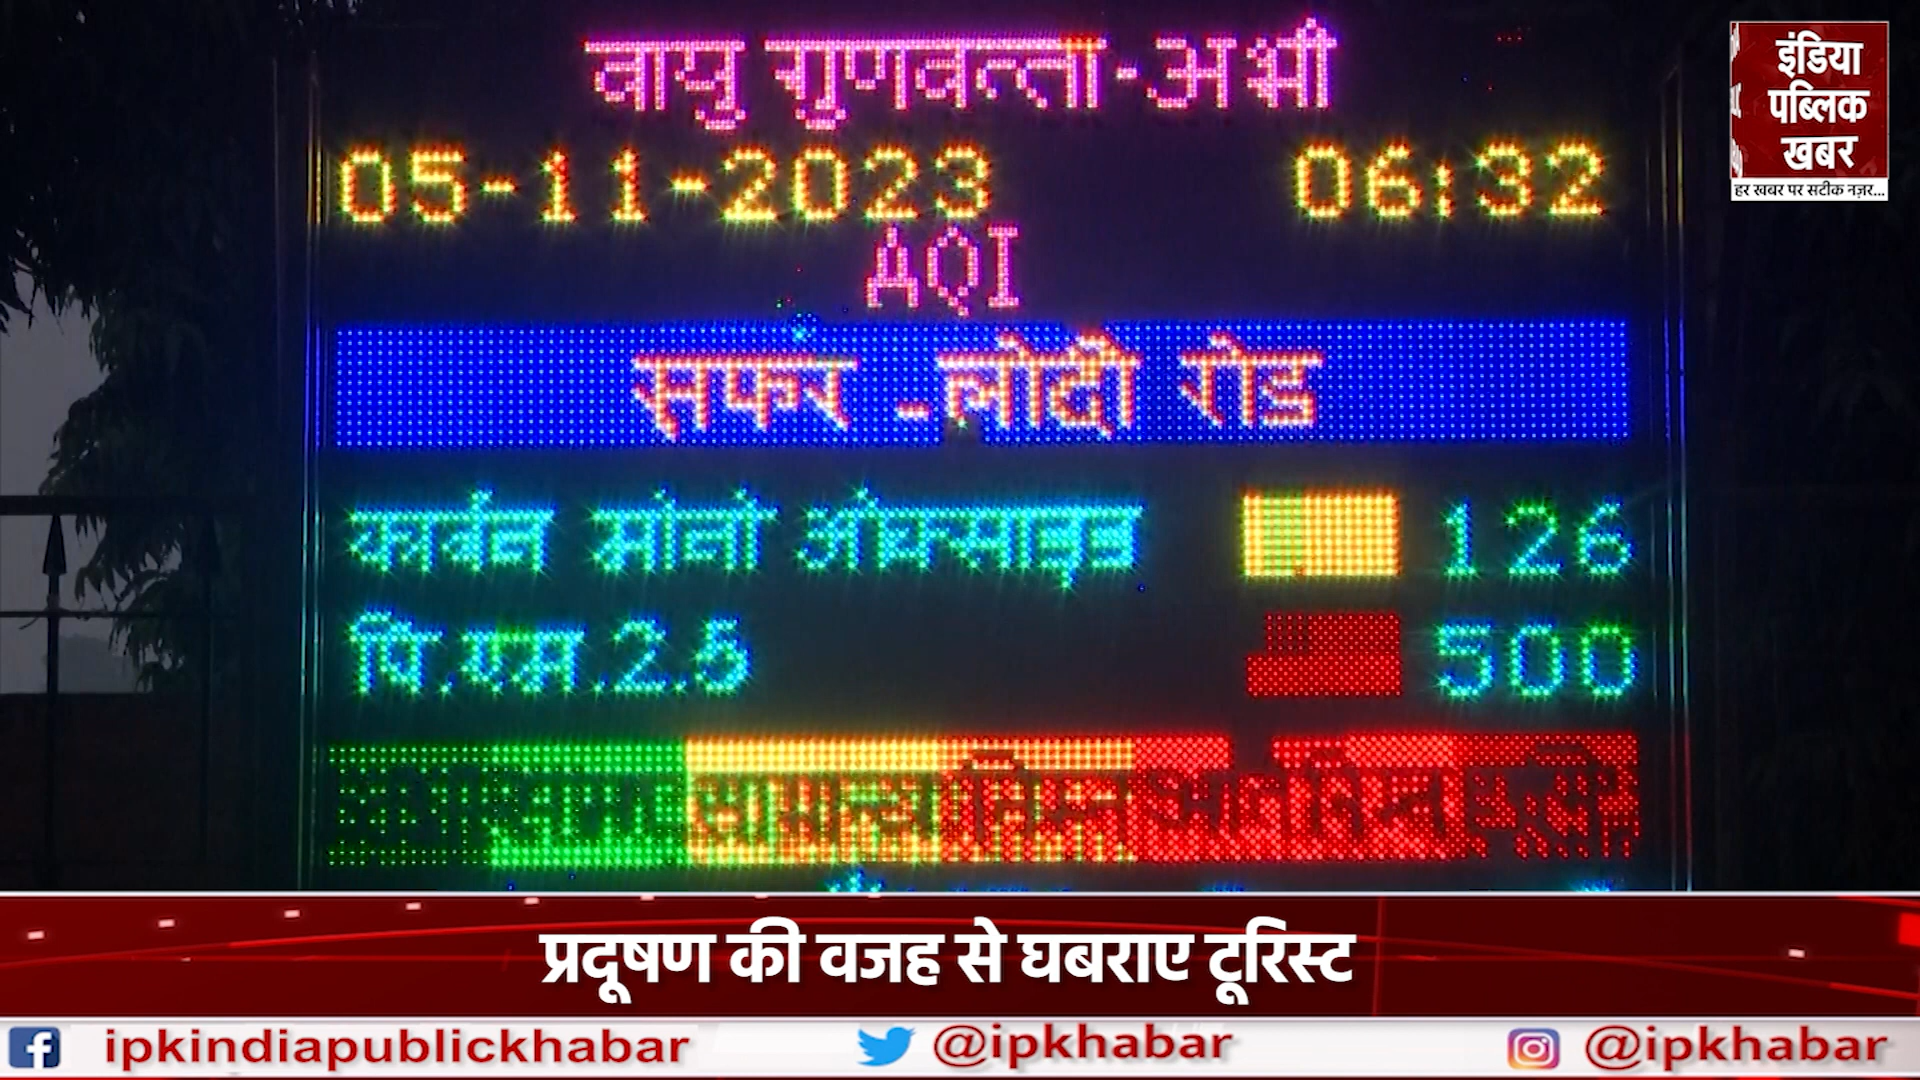 वायु गुणवत्ता-अभी
05-11-2023 06:32
AQI
सफर -लोदी रोड
कार्बन मोनो ऑक्साइड 126
पि.एम.2.5 500
सामान्य
इंडिया
पब्लिक
खबर
हर खबर पर सटीक नज़र...
प्रदूषण की वजह से घबराए टूरिस्ट
ipkindiapublickhabar @ipkhabar @ipkhabar